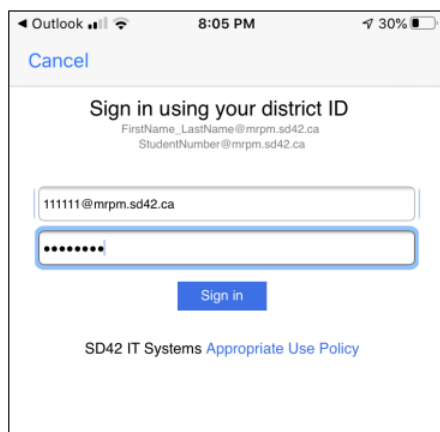 ◀ Outlook 8:05 PM 30%
Cancel
Sign in using your district ID
FirstName_LastName@mrpm.sd42.ca
StudentNumber@mrpm.sd42.ca
111111@mrpm.sd42.ca
••••••••
Sign in
SD42 IT Systems Appropriate Use Policy